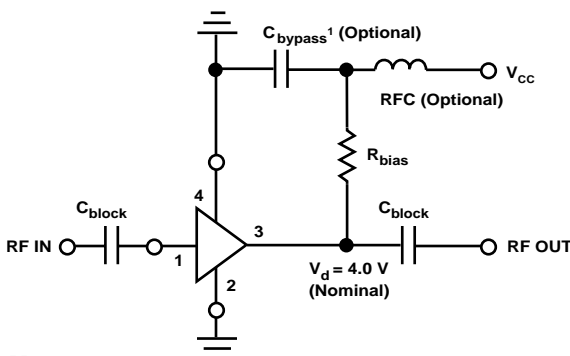 Cbypass¹ (Optional)
VCC
RFC (Optional)
Rbias
4
Cblock
3
Cblock
RF IN
1
RF OUT
2
Vd = 4.0 V
(Nominal)